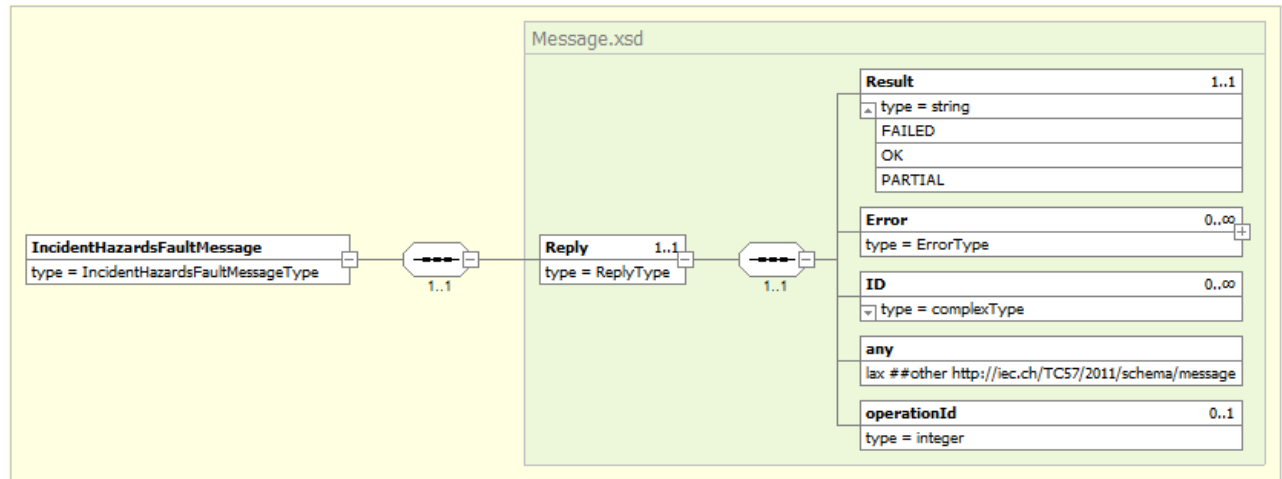 Message.xsd
Result 1..1
type = string
FAILED
OK
PARTIAL
Error 0..∞
type = ErrorType
IncidentHazardsFaultMessage
type = IncidentHazardsFaultMessageType
1..1
Reply 1..1
type = ReplyType
1..1
ID 0..∞
type = complexType
any
lax ##other http://iec.ch/TC57/2011/schema/message
operationId 0..1
type = integer